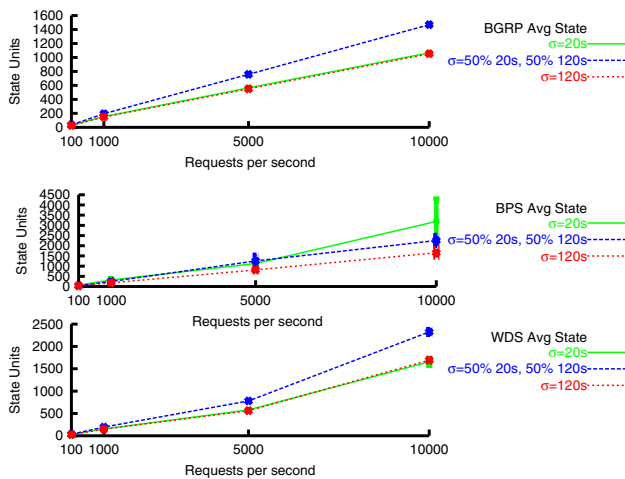 BGRP Avg State
σ=20s
σ=50% 20s, 50% 120s
σ=120s
State Units
1600
1400
1200
1000
800
600
400
200
0
100 1000 5000 10000
Requests per second
BPS Avg State
σ=20s
σ=50% 20s, 50% 120s
σ=120s
State Units
4500
4000
3500
3000
2500
2000
1500
1000
500
0
100 1000 5000 10000
Requests per second
WDS Avg State
σ=20s
σ=50% 20s, 50% 120s
σ=120s
State Units
2500
2000
1500
1000
500
0
100 1000 5000 10000
Requests per second